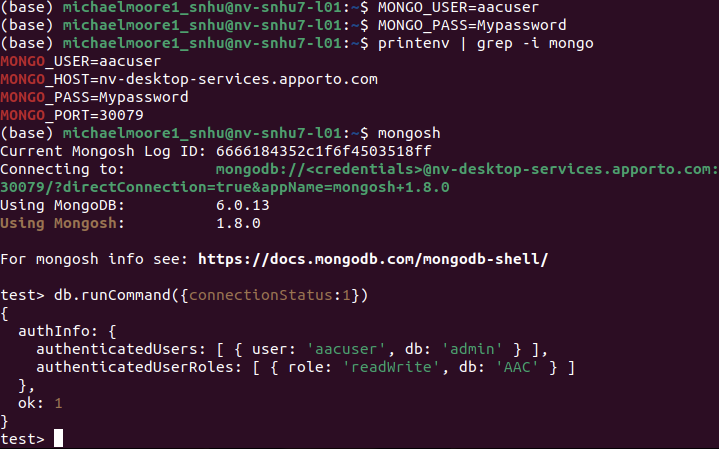 (base) michaelmoore1_snhu@nv-snhu7-l01:~$ MONGO_USER=aacuser
(base) michaelmoore1_snhu@nv-snhu7-l01:~$ MONGO_PASS=Mypassword
(base) michaelmoore1_snhu@nv-snhu7-l01:~$ printenv | grep -i mongo
MONGO_USER=aacuser
MONGO_HOST=nv-desktop-services.apporto.com
MONGO_PASS=Mypassword
MONGO_PORT=30079
(base) michaelmoore1_snhu@nv-snhu7-l01:~$ mongosh
Current Mongosh Log ID: 6666184352c1f6f4503518ff
Connecting to:          mongodb://<credentials>@nv-desktop-services.apporto.com:
30079/?directConnection=true&appName=mongosh+1.8.0
Using MongoDB:          6.0.13
Using Mongosh:          1.8.0
For mongosh info see: https://docs.mongodb.com/mongodb-shell/
test> db.runCommand({connectionStatus:1})
{
  authInfo: {
    authenticatedUsers: [ { user: 'aacuser', db: 'admin' } ],
    authenticatedUserRoles: [ { role: 'readWrite', db: 'AAC' } ]
  },
  ok: 1
}
test>